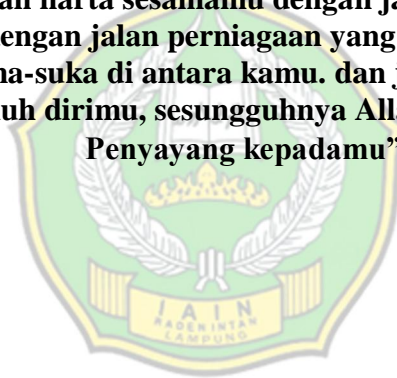 an harta sesamamu dengan ja
engan jalan perniagaan yang
na-suka di antara kamu. dan j
uh dirimu, sesungguhnya Alla
Penyayang kepadamu”
I A I N
RADEN INTAN
LAMPUNG